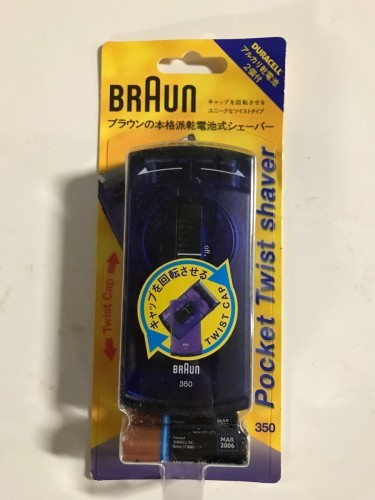 DURACELL
アルカリ乾電池
2個付
BRAUN
キャップを回転させる
ユニークなツイストタイプ
ブラウンの本格派乾電池式シェーバー
off
Twist Cap
キャップを回転させる
TWIST CAP
Pocket Twist shaver
BRAUN
350
350
MAR
2006